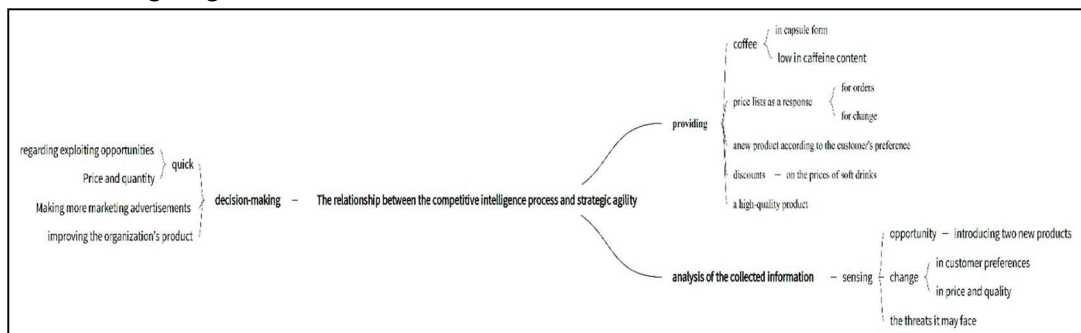 regarding exploiting opportunities
Price and quantity
quick
Making more marketing advertisements
improving the organization's product
decision-making
The relationship between the competitive intelligence process and strategic agility
providing
coffee
in capsule form
low in caffeine content
price lists as a response
for orders
for change
anew product according to the customer's preference
discounts
on the prices of soft drinks
a high-quality product
analysis of the collected information
sensing
opportunity
introducing two new products
change
in customer preferences
in price and quality
the threats it may face